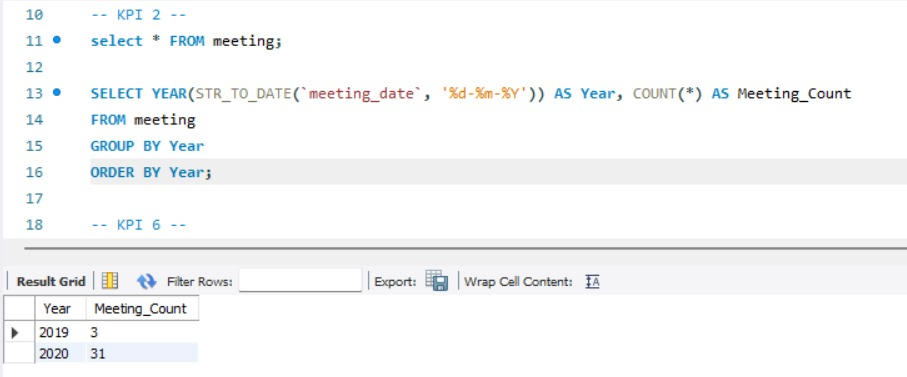 10 -- KPI 2 --
11 select * FROM meeting;
12
13 SELECT YEAR(STR_TO_DATE(`meeting_date`, '%d-%m-%Y')) AS Year, COUNT(*) AS Meeting_Count
14 FROM meeting
15 GROUP BY Year
16 ORDER BY Year;
17
18 -- KPI 6 --
Result Grid Filter Rows: Export: Wrap Cell Content: IA
Year Meeting_Count
2019 3
2020 31